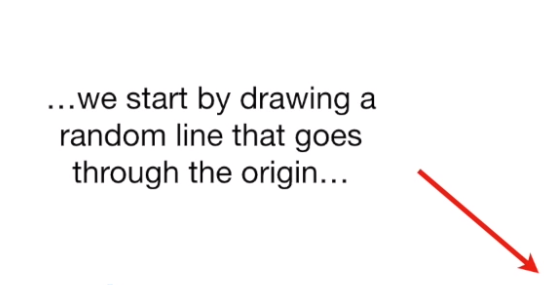 …we start by drawing a
random line that goes
through the origin…